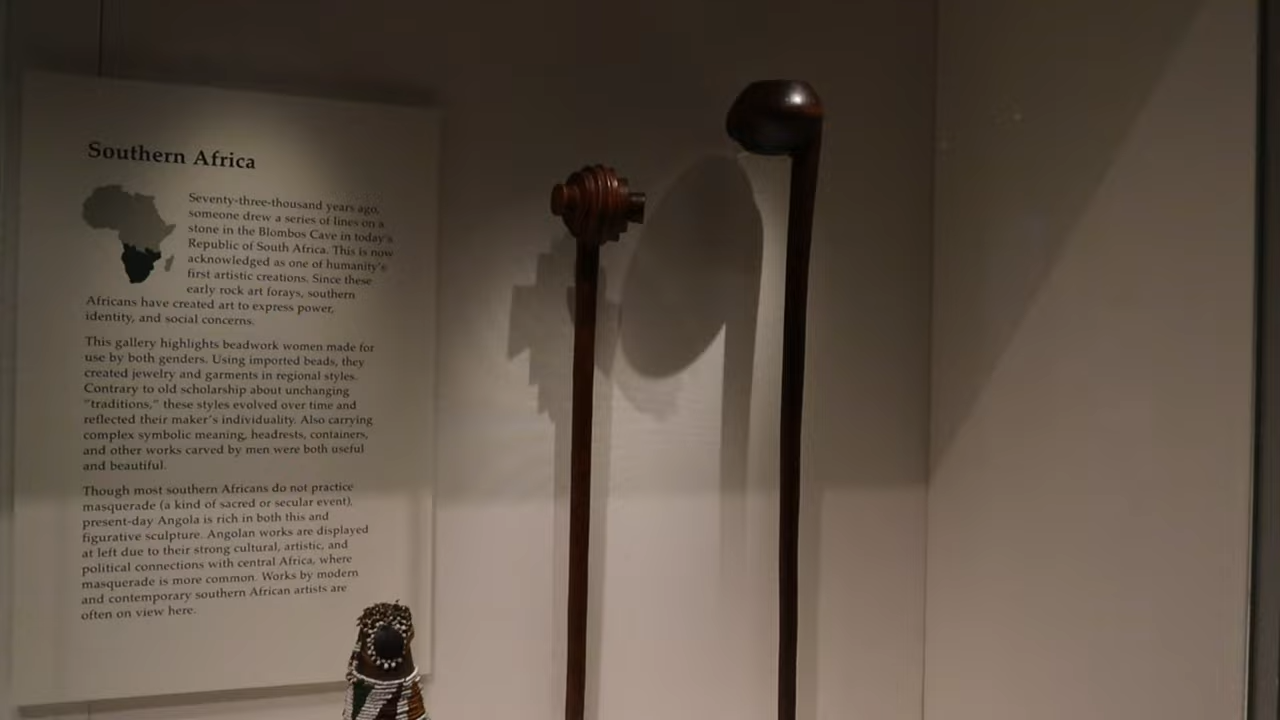 Southern Africa
Seventy-three-thousand years ago,
someone drew a series of lines on a
stone in the Blombos Cave in today's
Republic of South Africa. This is now
acknowledged as one of humanity's
first artistic creations. Since these
early rock art forays, southern
Africans have created art to express power,
identity, and social concerns.
This gallery highlights beadwork women made for
use by both genders. Using imported beads, they
created jewelry and garments in regional styles.
Contrary to old scholarship about unchanging
"traditions," these styles evolved over time and
reflected their maker's individuality. Also carrying
complex symbolic meaning, headrests, containers,
and other works carved by men were both useful
and beautiful.
Though most southern Africans do not practice
masquerade (a kind of sacred or secular event),
present-day Angola is rich in both this and
figurative sculpture. Angolan works are displayed
at left due to their strong cultural, artistic, and
political connections with central Africa, where
masquerade is more common. Works by modern
and contemporary southern African artists are
often on view here.